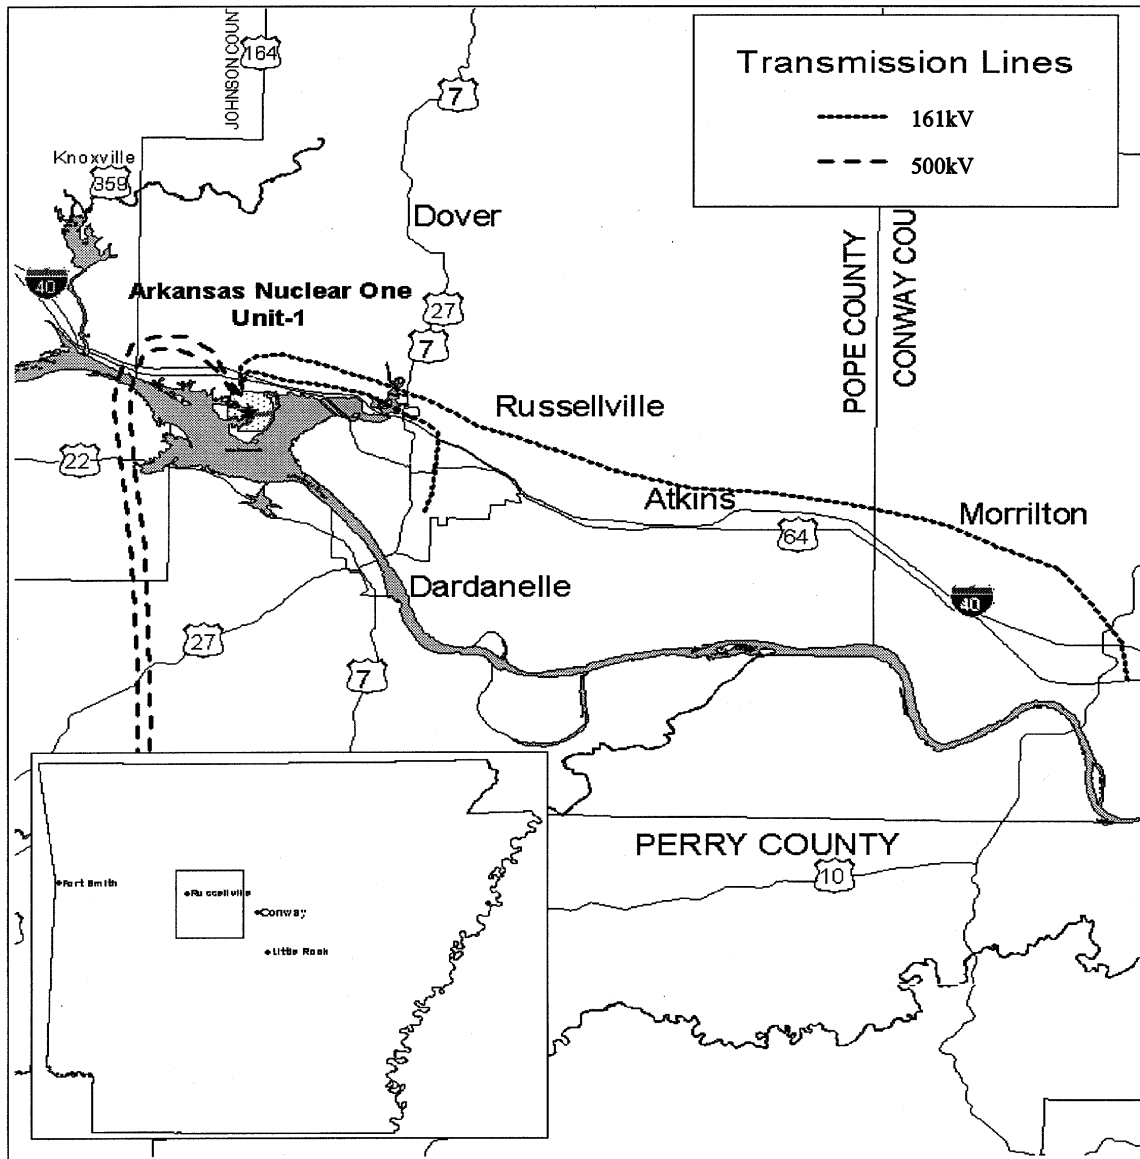 Transmission Lines
161kV
500kV
JOHNSON COUN
164
7
Knoxville
359
Dover
40
Arkansas Nuclear One
Unit-1
27
7
POPE COUNTY
CONWAY COU
Russellville
22
Atkins
Morrilton
64
Dardanelle
40
27
7
PERRY COUNTY
10
Fort Smith
Russellville
Conway
Little Rock